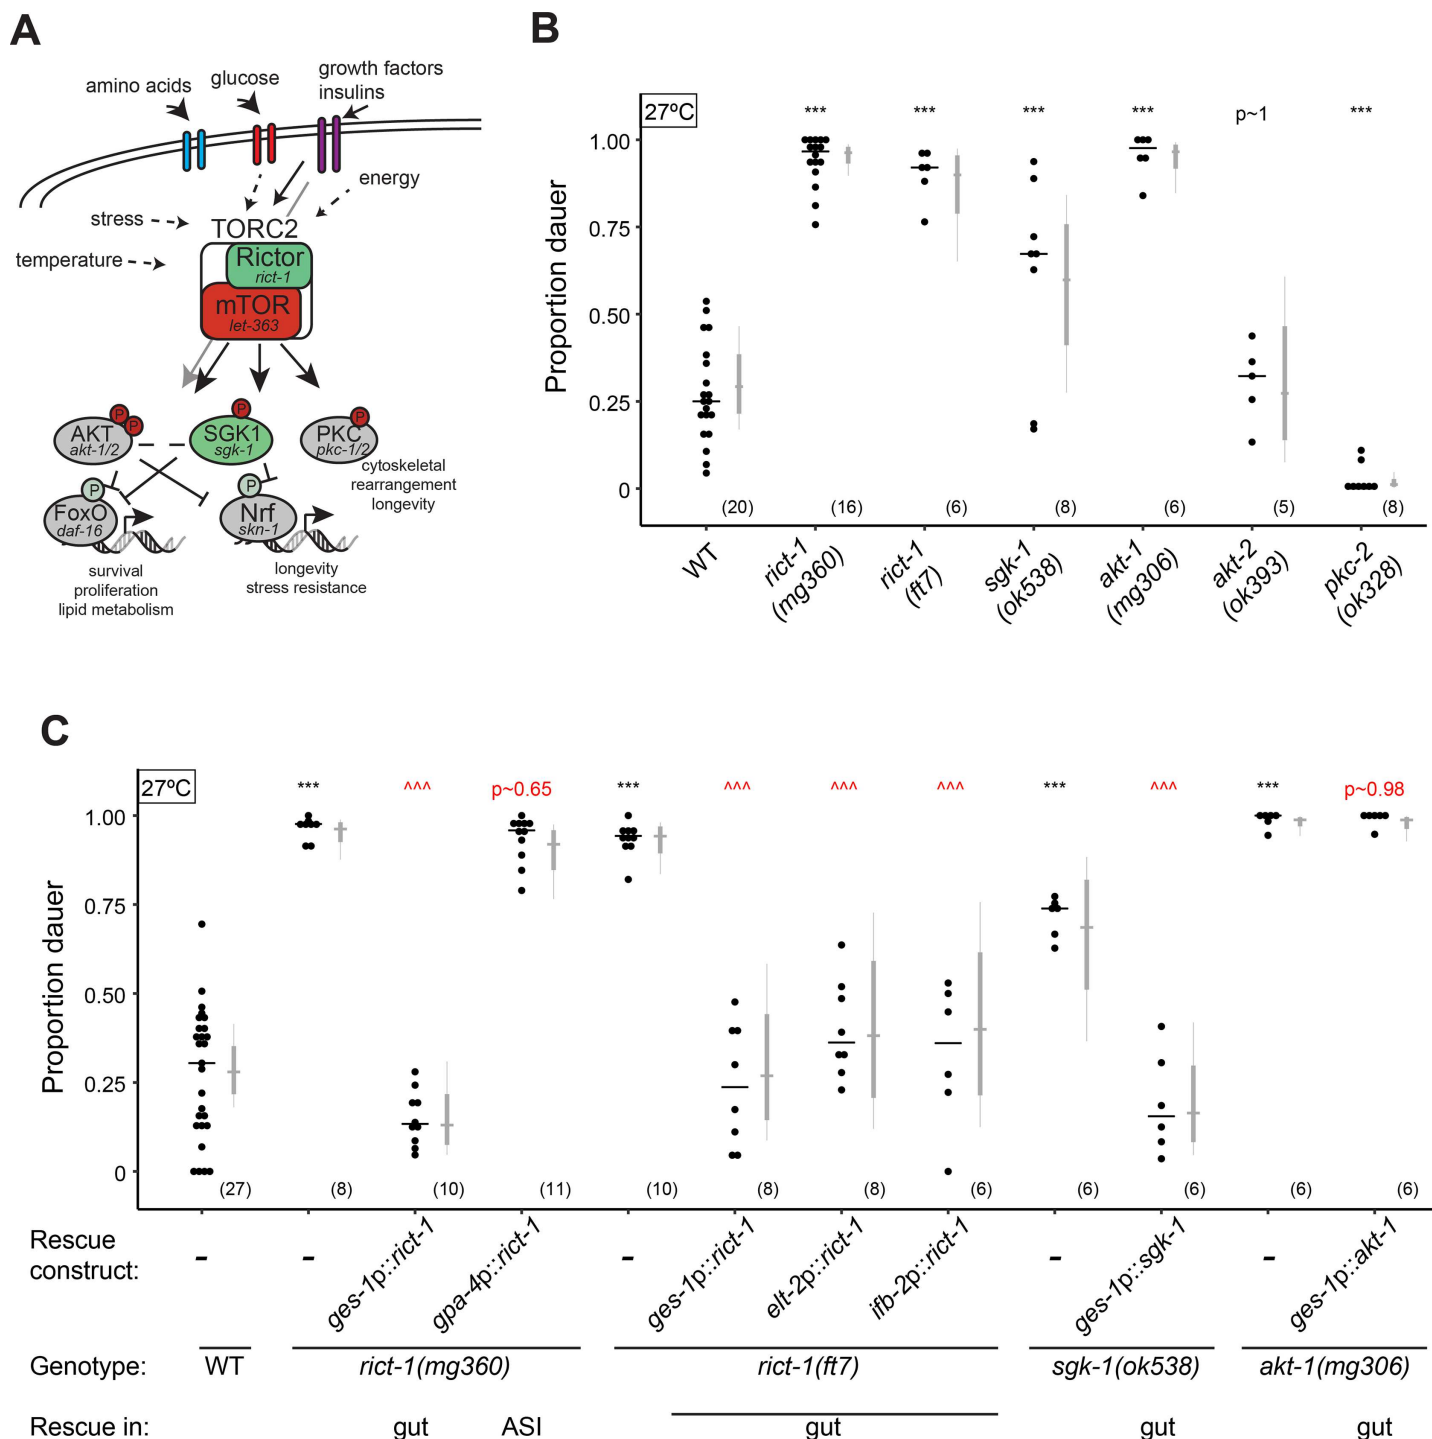 A
amino acids
glucose
growth factors
insulins
energy
stress
temperature
TORC2
Rictor
rict-1
mTOR
let-363
P
P
P
P
AKT
akt-1/2
SGK1
sgk-1
PKC
pkc-1/2
cytoskeletal
rearrangement
longevity
P
P
FoxO
daf-16
Nrf
skn-1
survival
proliferation
lipid metabolism
longevity
stress resistance
B
27ºC
*** *** *** *** p~1 ***
Proportion dauer
1.00
0.75
0.50
0.25
0
(20) (16) (6) (8) (6) (5) (8)
WT
rict-1
(mg360)
rict-1
(ft7)
sgk-1
(ok538)
akt-1
(mg306)
akt-2
(ok393)
pkc-2
(ok328)
C
27ºC
*** ^^^ p~0.65 *** ^^^ ^^^ ^^^ *** ^^^ *** p~0.98
Proportion dauer
1.00
0.75
0.50
0.25
0
(27) (8) (10) (11) (10) (8) (8) (6) (6) (6) (6) (6)
Rescue
construct:
–
–
ges-1p::rict-1
gpa-4p::rict-1
–
ges-1p::rict-1
elt-2p::rict-1
ifb-2p::rict-1
–
ges-1p::sgk-1
–
ges-1p::akt-1
Genotype: WT rict-1(mg360) rict-1(ft7) sgk-1(ok538) akt-1(mg306)
Rescue in: gut ASI gut gut gut